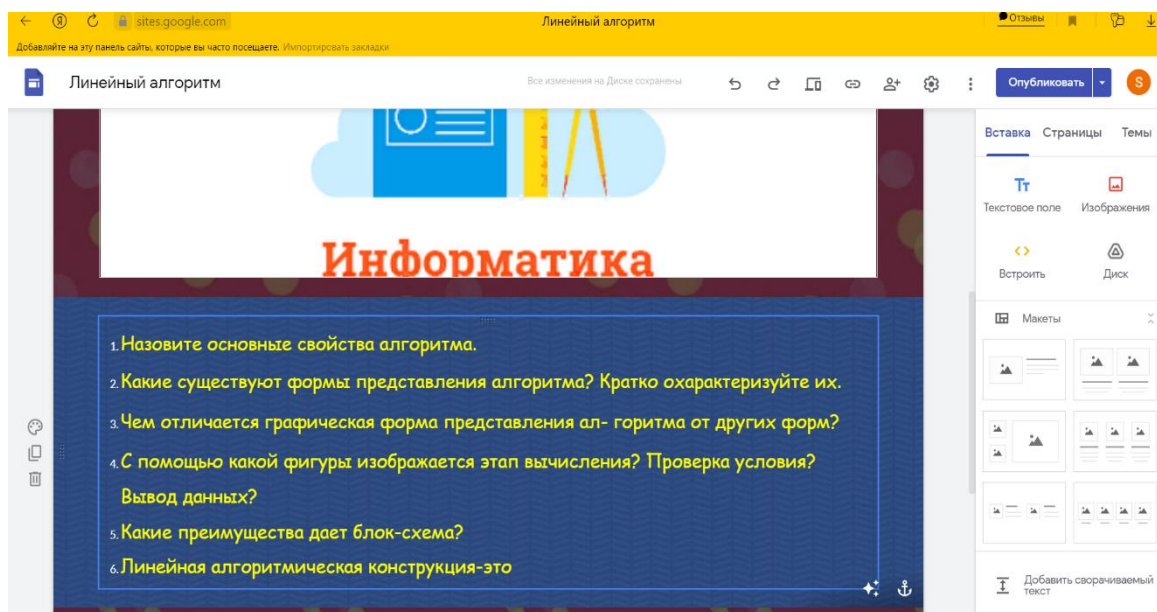 sites.google.com
Линейный алгоритм
Отзывы
Добавляйте на эту панель сайты, которые вы часто посещаете. Импортировать закладки
Линейный алгоритм
Все изменения на Диске сохранены
Опубликовать
S
Вставка Страницы Темы
Tт
Текстовое поле Изображения
Встроить Диск
Макеты
Информатика
1. Назовите основные свойства алгоритма.
2. Какие существуют формы представления алгоритма? Кратко охарактеризуйте их.
3. Чем отличается графическая форма представления ал- горитма от других форм?
4. С помощью какой фигуры изображается этап вычисления? Проверка условия?
Вывод данных?
5. Какие преимущества дает блок-схема?
6. Линейная алгоритмическая конструкция-это
Добавить сворачиваемый
текст